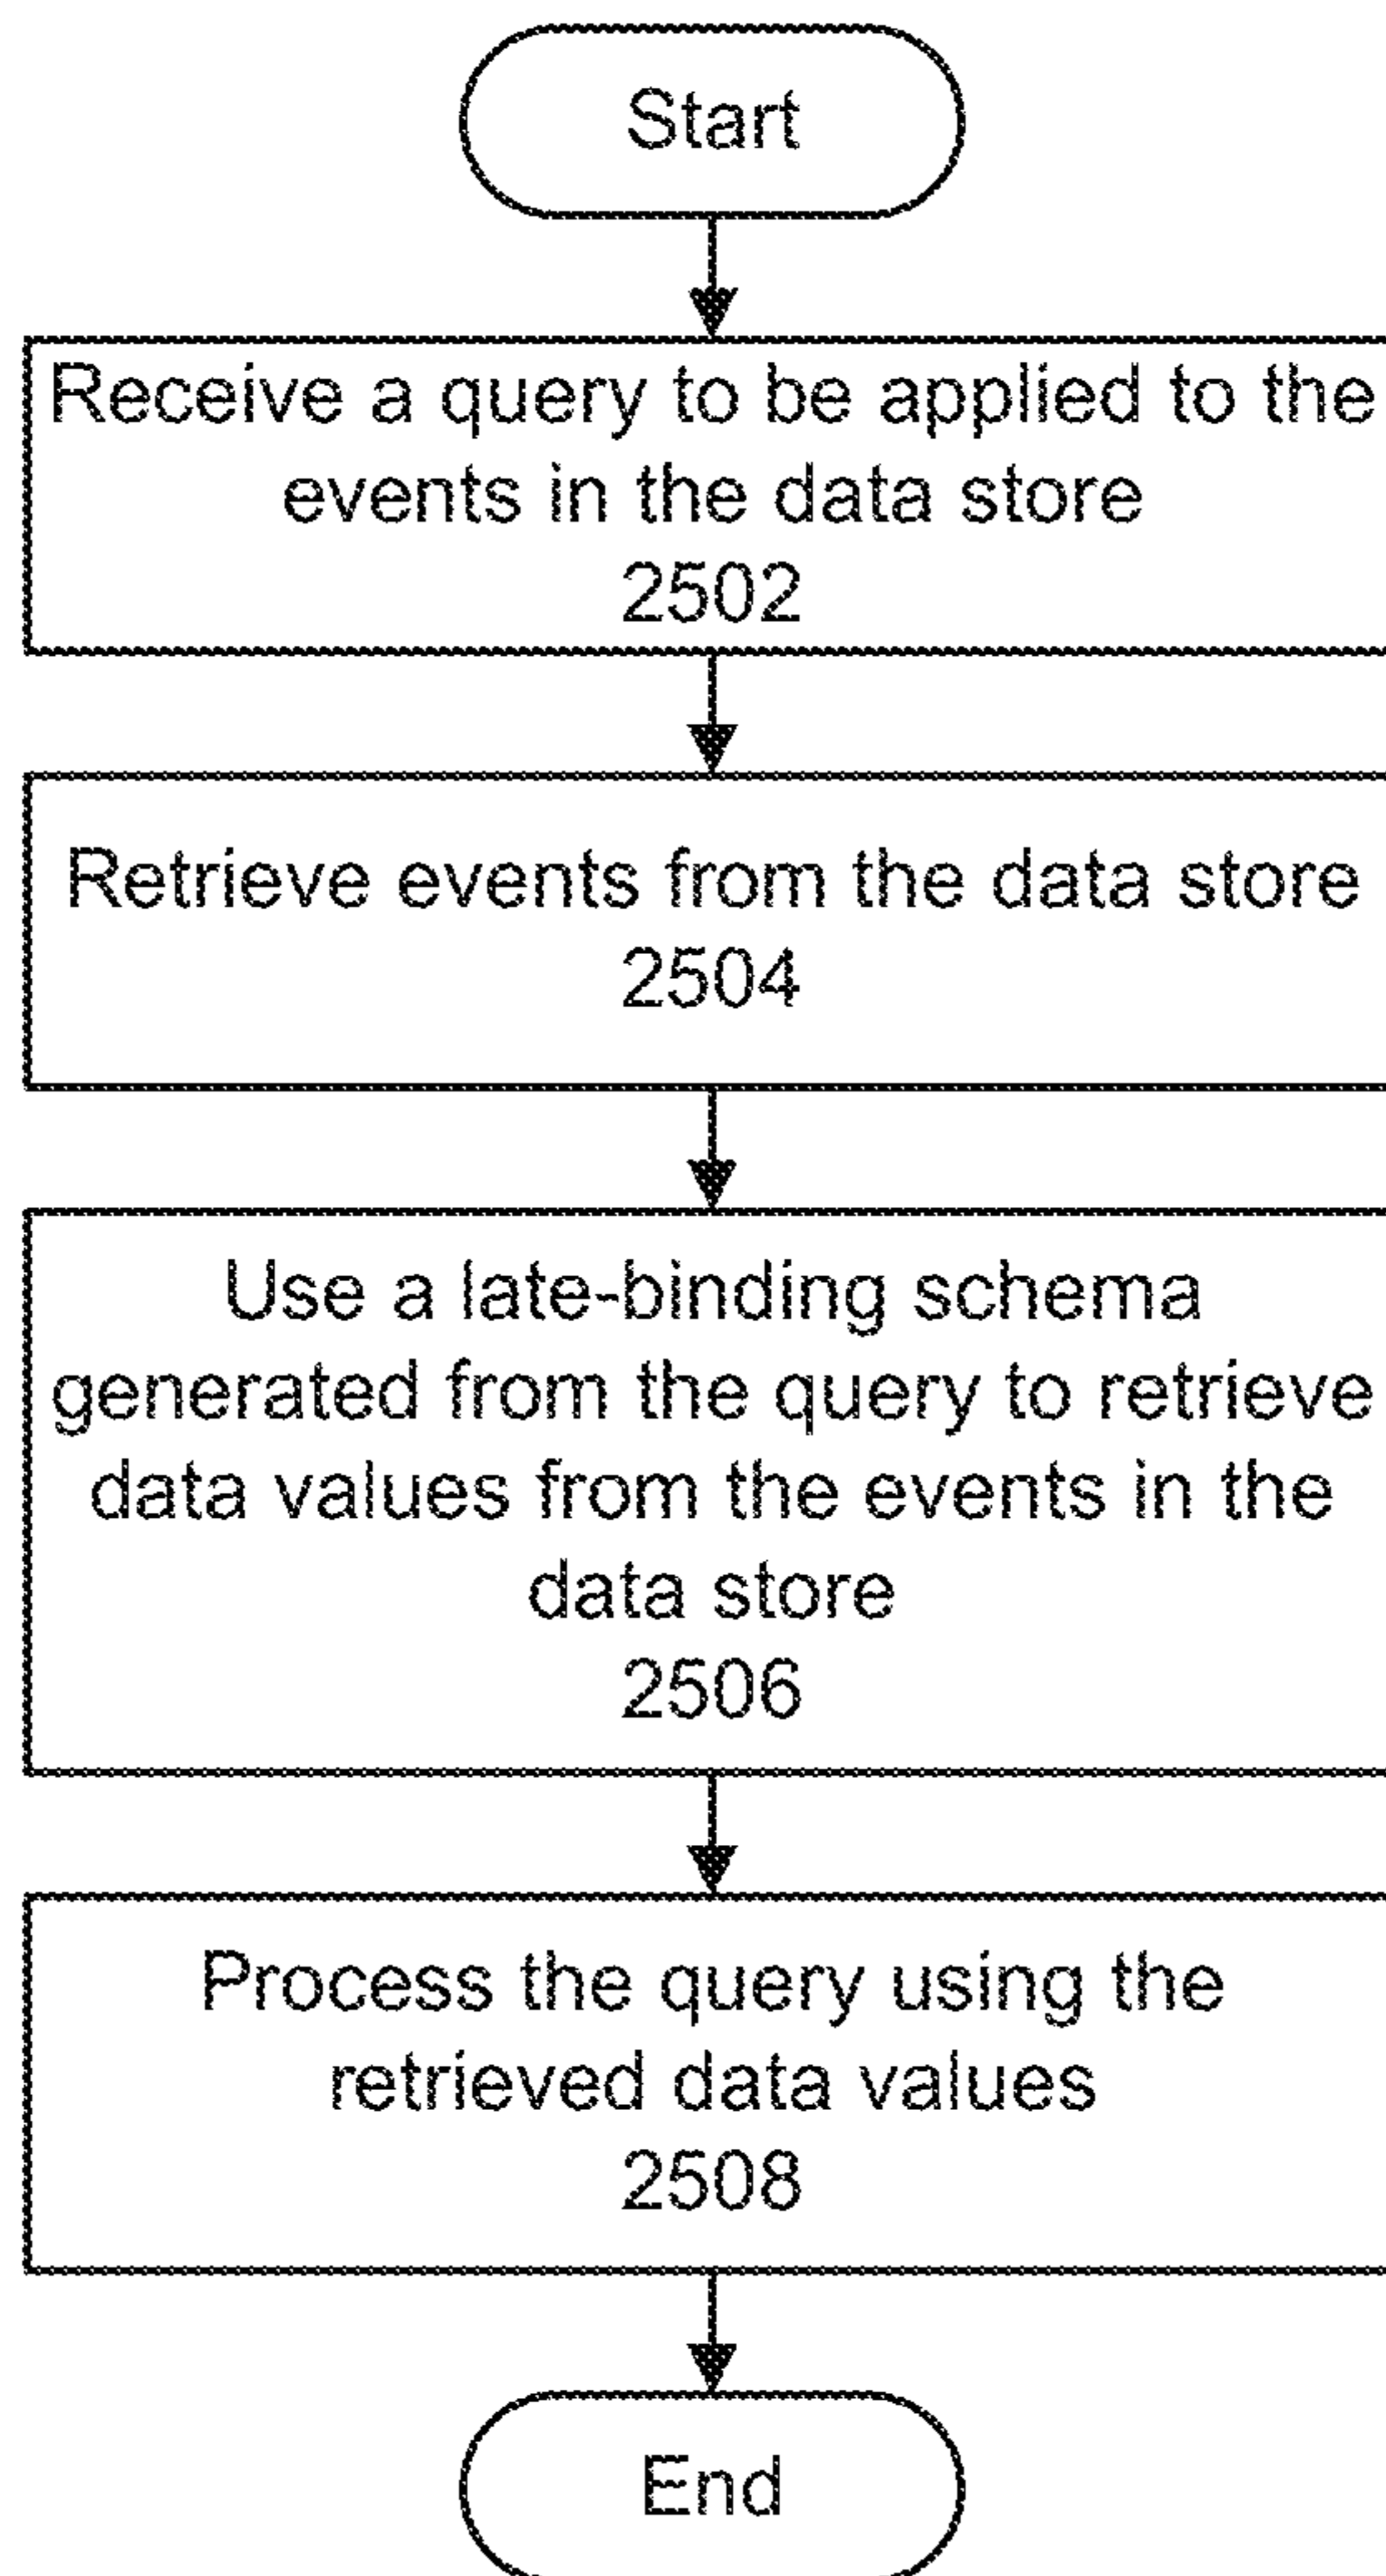 Start
Receive a query to be applied to the
events in the data store
2502
Retrieve events from the data store
2504
Use a late-binding schema
generated from the query to retrieve
data values from the events in the
data store
2506
Process the query using the
retrieved data values
2508
End